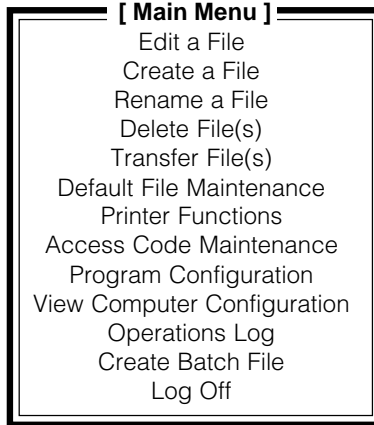 [ Main Menu ]
Edit a File
Create a File
Rename a File
Delete File(s)
Transfer File(s)
Default File Maintenance
Printer Functions
Access Code Maintenance
Program Configuration
View Computer Configuration
Operations Log
Create Batch File
Log Off